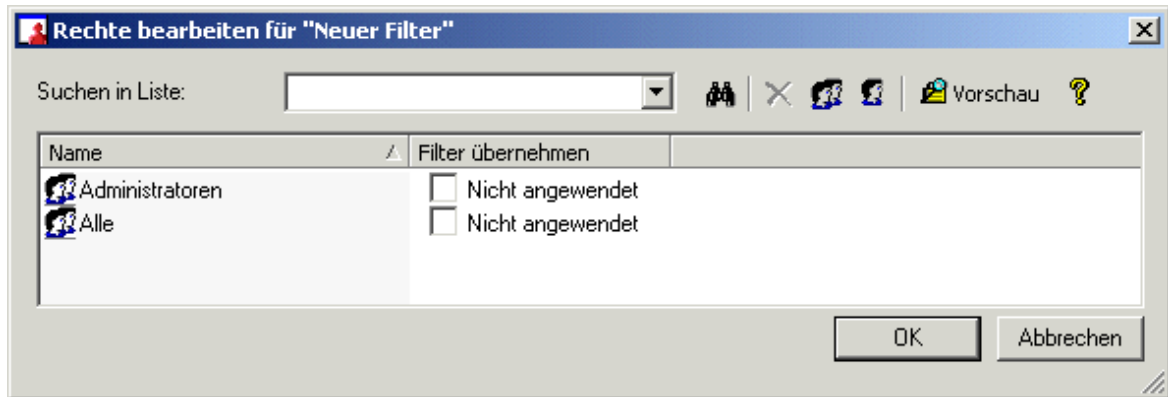 Rechte bearbeiten für "Neuer Filter"
Suchen in Liste: Vorschau
Name Filter übernehmen
Administratoren Nicht angewendet
Alle Nicht angewendet
OK Abbrechen